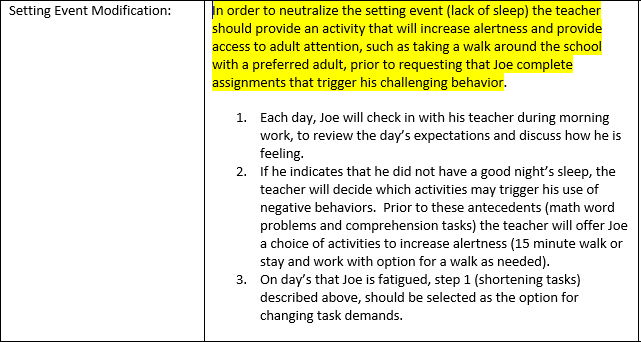 Setting Event Modification:
In order to neutralize the setting event (lack of sleep) the teacher
should provide an activity that will increase alertness and provide
access to adult attention, such as taking a walk around the school
with a preferred adult, prior to requesting that Joe complete
assignments that trigger his challenging behavior.
1. Each day, Joe will check in with his teacher during morning
work, to review the day's expectations and discuss how he is
feeling.
2. If he indicates that he did not have a good night's sleep, the
teacher will decide which activities may trigger his use of
negative behaviors. Prior to these antecedents (math word
problems and comprehension tasks) the teacher will offer Joe
a choice of activities to increase alertness (15 minute walk or
stay and work with option for a walk as needed).
3. On day's that Joe is fatigued, step 1 (shortening tasks)
described above, should be selected as the option for
changing task demands.